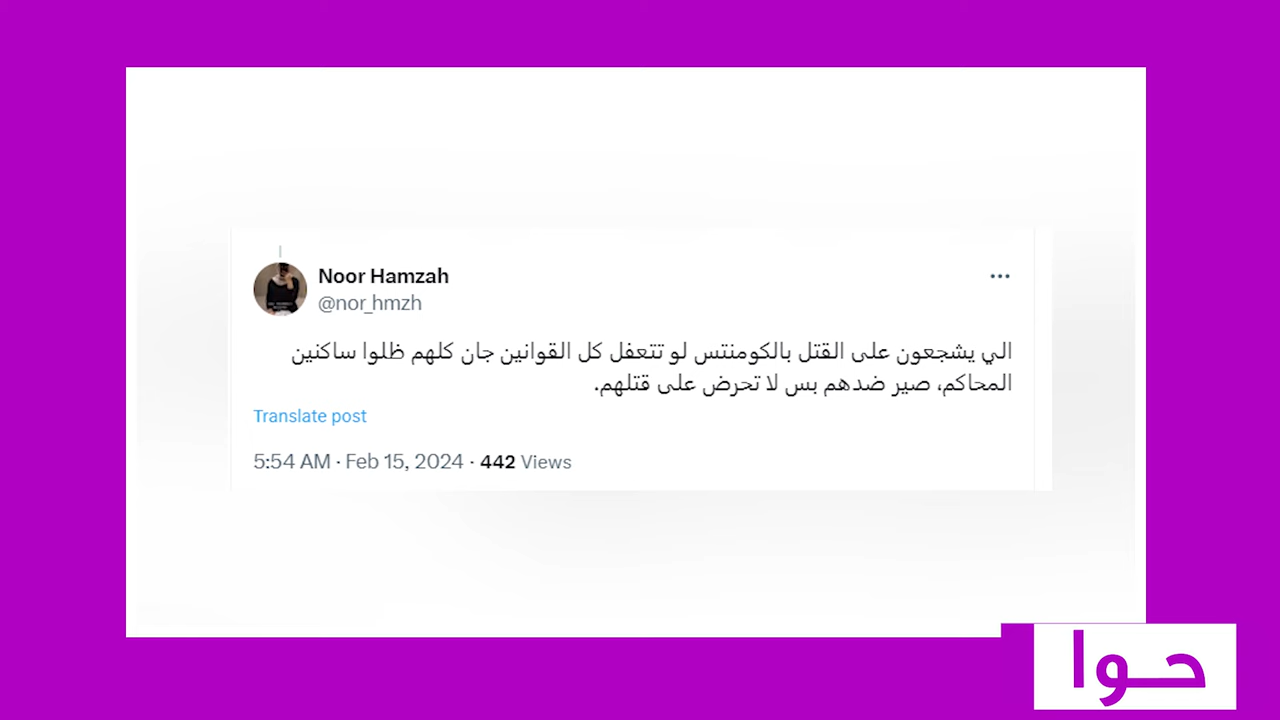 Noor Hamzah
@nor_hmzh
الي يشجعون على القتل بالكومنتس لو تتعفل كل القوانين جان كلهم ظلوا ساكنين
المحاكم، صير ضدهم بس لا تحرض على قتلهم.
Translate post
5:54 AM · Feb 15, 2024 · 442 Views
حـوا